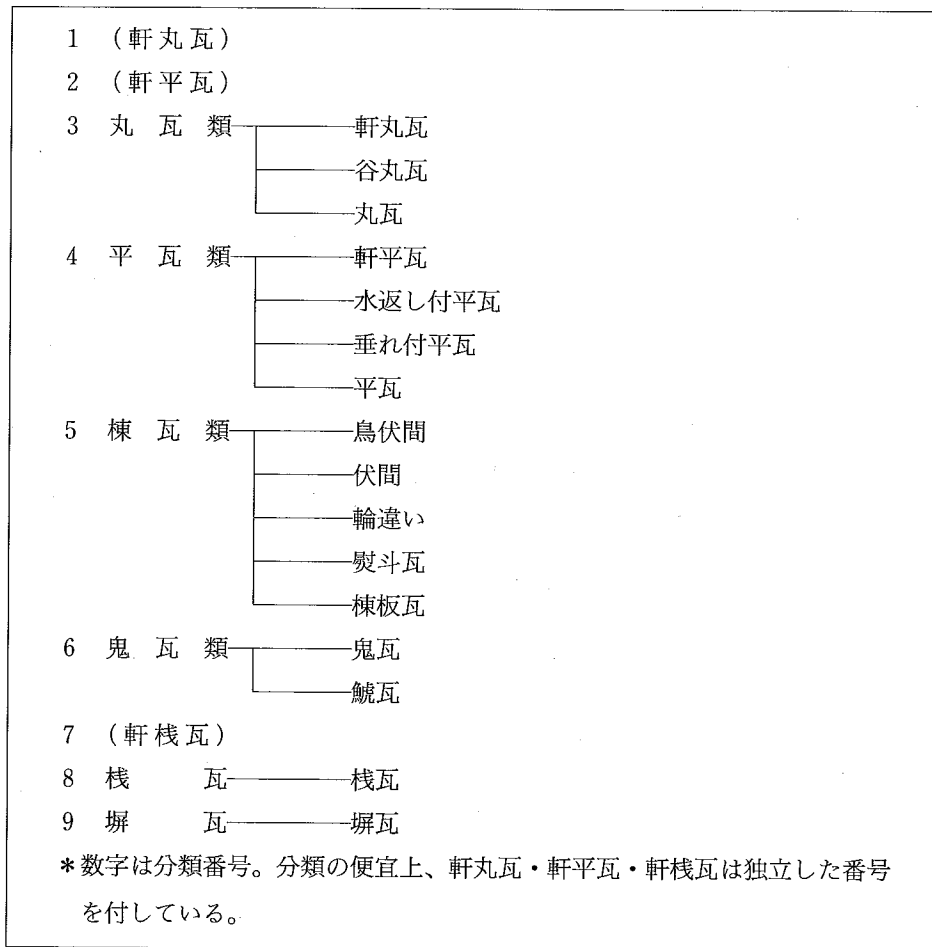 1 (軒丸瓦)
2 (軒平瓦)
3 丸瓦類 軒丸瓦
谷丸瓦
丸瓦
4 平瓦類 軒平瓦
水返し付平瓦
垂れ付平瓦
平瓦
5 棟瓦類 鳥伏間
伏間
輪違い
熨斗瓦
棟板瓦
6 鬼瓦類 鬼瓦
鯱瓦
7 (軒桟瓦)
8 桟瓦 桟瓦
9 塀瓦 塀瓦
*数字は分類番号。分類の便宜上、軒丸瓦・軒平瓦・軒桟瓦は独立した番号
を付している。